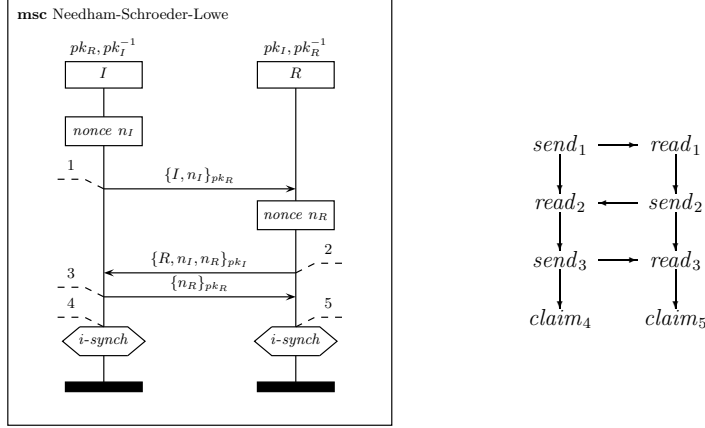 msc Needham-Schroeder-Lowe
pk_R, pk_I^{-1}
pk_I, pk_R^{-1}
I
R
nonce n_I
1
{I, n_I}_{pk_R}
nonce n_R
{R, n_I, n_R}_{pk_I}
2
3
{n_R}_{pk_R}
4
5
i-synch
i-synch
send_1
read_1
read_2
send_2
send_3
read_3
claim_4
claim_5